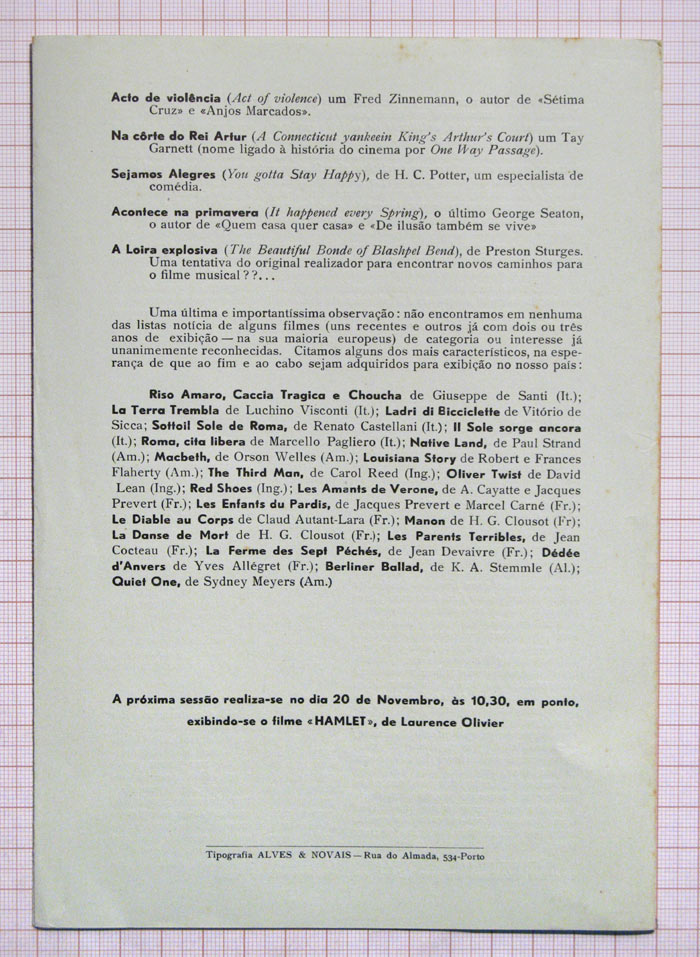 Acto de violência (Act of violence) um Fred Zinnemann, o autor de «Sétima
Cruz» e «Anjos Marcados».
Na côrte do Rei Artur (A Connecticut yankeein King's Arthur's Court) um Tay
Garnett (nome ligado à história do cinema por One Way Passage).
Sejamos Alegres (You gotta Stay Happy), de H. C. Potter, um especialista de
comédia.
Acontece na primavera (It happened every Spring), o último George Seaton,
o autor de «Quem casa quer casa» e «De ilusão também se vive»
A Loira explosiva (The Beautiful Bonde of Blashpel Bend), de Preston Sturges.
Uma tentativa do original realizador para encontrar novos caminhos para
o filme musical??...
Uma última e importantíssima observação: não encontramos em nenhuma
das listas notícia de alguns filmes (uns recentes e outros já com dois ou três
anos de exibição — na sua maioria europeus) de categoria ou interesse já
unanimemente reconhecidas. Citamos alguns dos mais característicos, na espe-
rança de que ao fim e ao cabo sejam adquiridos para exibição no nosso país:
Riso Amaro, Caccia Tragica e Choucha de Giuseppe de Santi (It.);
La Terra Trembla de Luchino Visconti (It.); Ladri di Bicciclette de Vitório de
Sicca; Sottoil Sole de Roma, de Renato Castellani (It.); Il Sole sorge ancora
(It.); Roma, cita libera de Marcello Pagliero (It.); Native Land, de Paul Strand
(Am.); Macbeth, de Orson Welles (Am.); Louisiana Story de Robert e Frances
Flaherty (Am.); The Third Man, de Carol Reed (Ing.); Oliver Twist de David
Lean (Ing.); Red Shoes (Ing.); Les Amants de Verone, de A. Cayatte e Jacques
Prevert (Fr.); Les Enfants du Pardis, de Jacques Prevert e Marcel Carné (Fr.);
Le Diable au Corps de Claud Autant-Lara (Fr.); Manon de H. G. Clousot (Fr);
La Danse de Mort de H. G. Clousot (Fr.); Les Parents Terribles, de Jean
Cocteau (Fr.); La Ferme des Sept Péchés, de Jean Devaivre (Fr.); Dédée
d'Anvers de Yves Allégret (Fr.); Berliner Ballad, de K. A. Stemmle (Al.);
Quiet One, de Sydney Meyers (Am.)
A próxima sessão realiza-se no dia 20 de Novembro, às 10,30, em ponto,
exibindo-se o filme «HAMLET», de Laurence Olivier
Tipografia ALVES & NOVAIS — Rua do Almada, 534-Porto